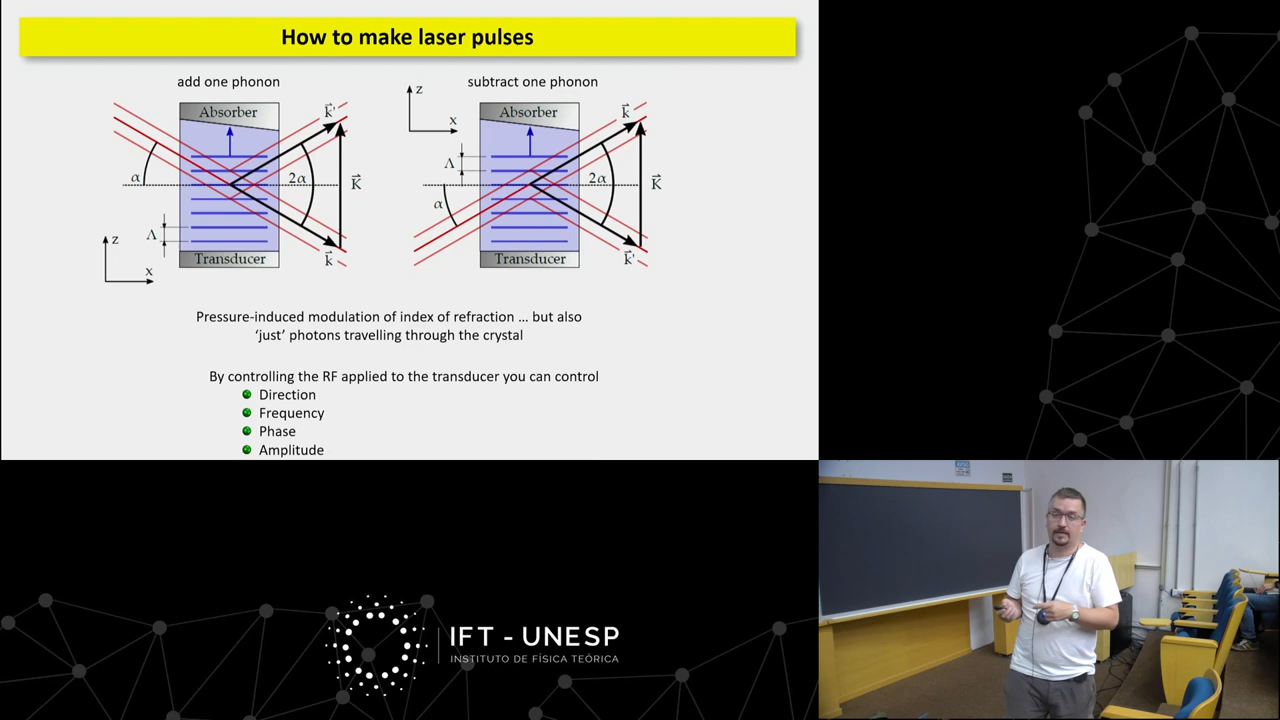 How to make laser pulses
add one phonon
subtract one phonon
Absorber
k'
α
2α
K
Λ
z
x
Transducer
k
z
x
Absorber
k
Λ
α
2α
K
Transducer
k'
Pressure-induced modulation of index of refraction … but also
‘just’ photons travelling through the crystal
By controlling the RF applied to the transducer you can control
Direction
Frequency
Phase
Amplitude
IFT - UNESP
INSTITUTO DE FÍSICA TEÓRICA